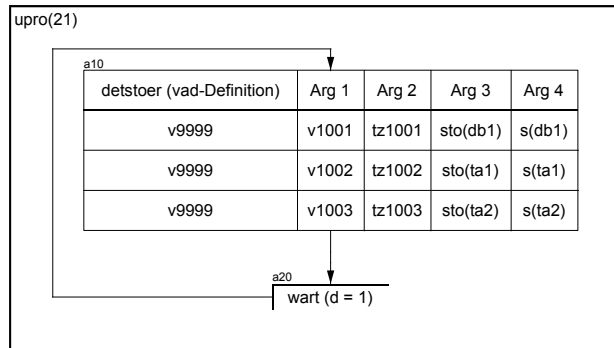 upro(21)
a10
detstoer (vad-Definition) Arg 1 Arg 2 Arg 3 Arg 4
v9999 v1001 tz1001 sto(db1) s(db1)
v9999 v1002 tz1002 sto(ta1) s(ta1)
v9999 v1003 tz1003 sto(ta2) s(ta2)
a20
wart (d = 1)